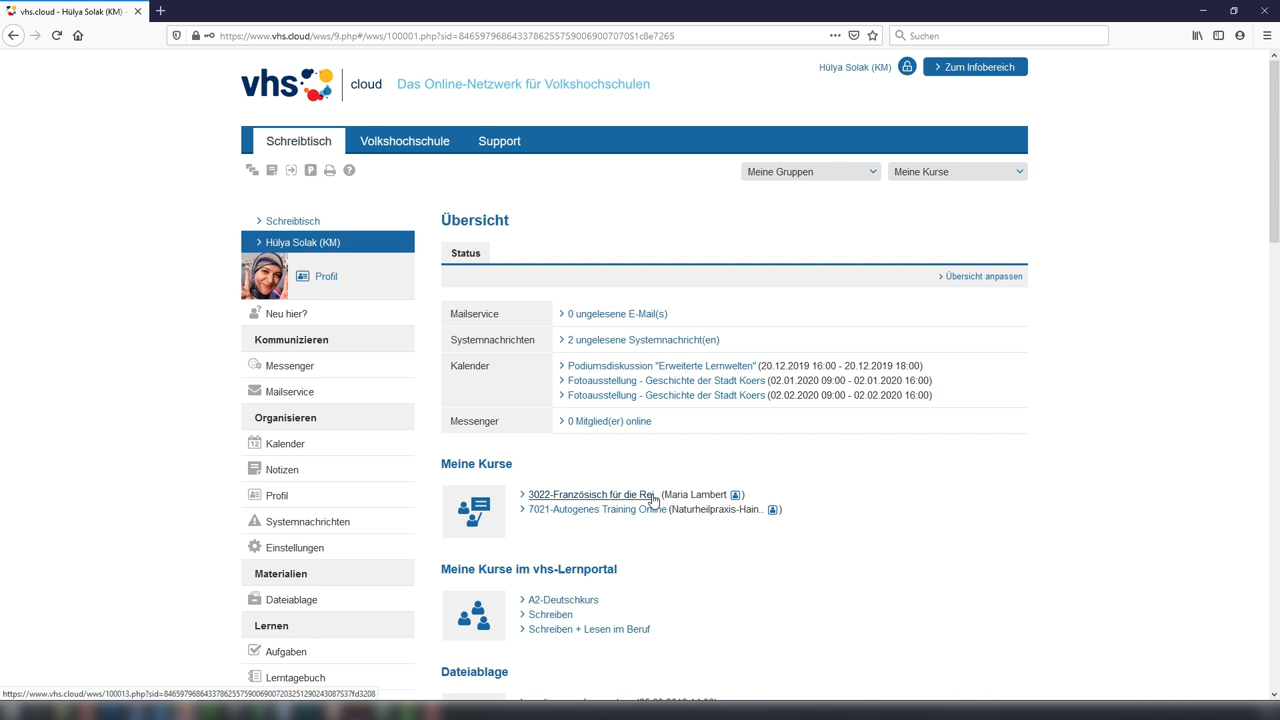 vhs.cloud - Hülya Solak (KM) -
https://www.vhs.cloud/wws/9.php#/wws/100001.php?sid=84659796864337862557590069007070S1c8e7265
Suchen
vhs cloud Das Online-Netzwerk für Volkshochschulen
Hülya Solak (KM) Zum Infobereich
Schreibtisch Volkshochschule Support
Meine Gruppen Meine Kurse
Schreibtisch
Hülya Solak (KM)
Profil
Neu hier?
Kommunizieren
Messenger
Mailservice
Organisieren
Kalender
Notizen
Profil
Systemnachrichten
Einstellungen
Materialien
Dateiablage
Lernen
Aufgaben
Lerntagebuch
Übersicht
Status
Übersicht anpassen
Mailservice 0 ungelesene E-Mail(s)
Systemnachrichten 2 ungelesene Systemnachricht(en)
Kalender Podiumsdiskussion "Erweiterte Lernwelten" (20.12.2019 16:00 - 20.12.2019 18:00)
Fotoausstellung - Geschichte der Stadt Koers (02.01.2020 09:00 - 02.01.2020 16:00)
Fotoausstellung - Geschichte der Stadt Koers (02.02.2020 09:00 - 02.02.2020 16:00)
Messenger 0 Mitglied(er) online
Meine Kurse
3022-Französisch für die Rei.. (Maria Lambert )
7021-Autogenes Training Online (Naturheilpraxis-Hain.. )
Meine Kurse im vhs-Lernportal
A2-Deutschkurs
Schreiben
Schreiben + Lesen im Beruf
Dateiablage
https://www.vhs.cloud/wws/100013.php?sid=84659796864337862557590069007203251290243087S37fd3208